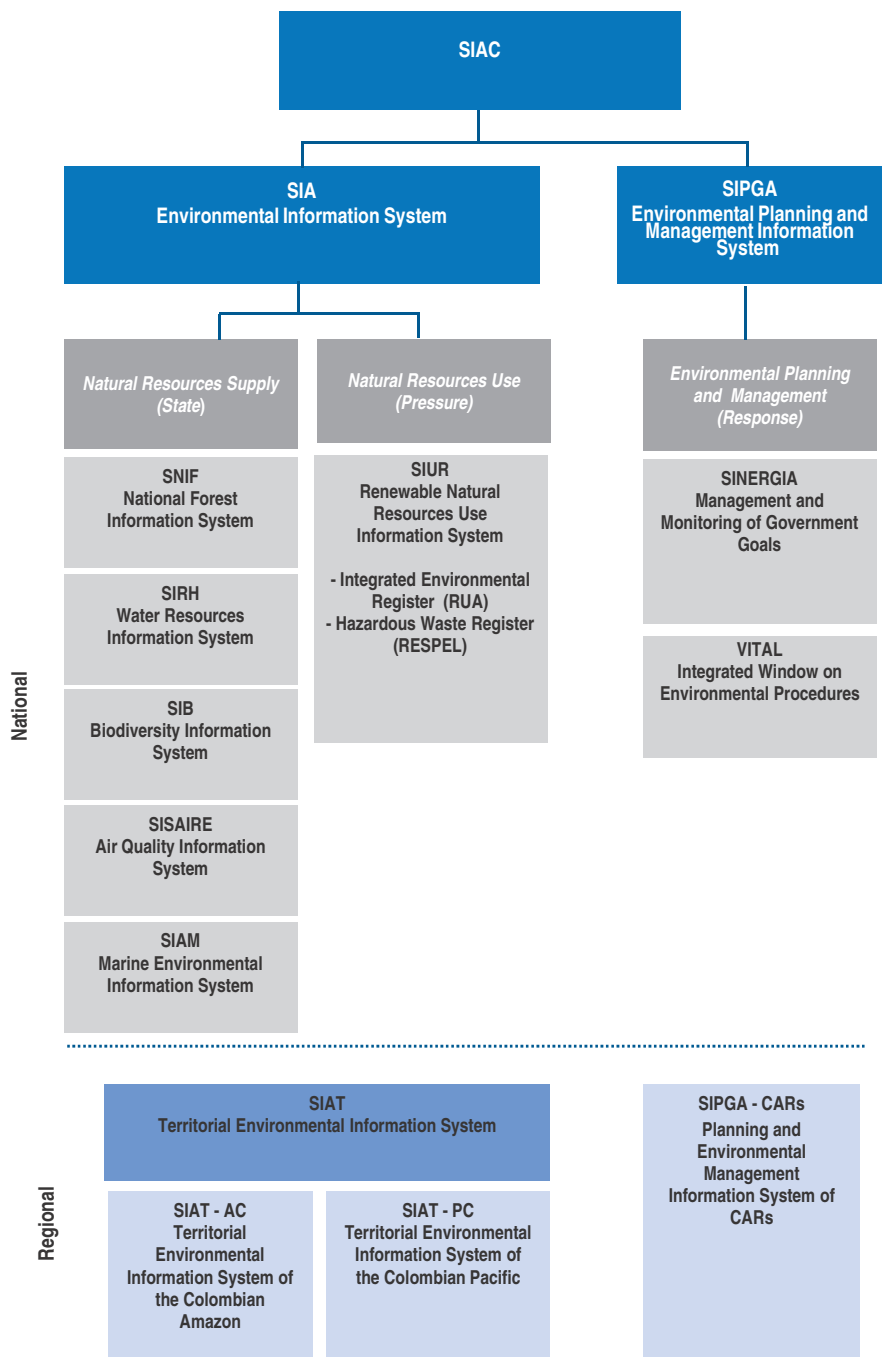 SIAC
SIA
Environmental Information System
SIPGA
Environmental Planning and
Management Information
System
Natural Resources Supply
(State)
Natural Resources Use
(Pressure)
Environmental Planning
and Management
(Response)
National
SNIF
National Forest
Information System
SIRH
Water Resources
Information System
SIB
Biodiversity Information
System
SISAIRE
Air Quality Information
System
SIAM
Marine Environmental
Information System
SIUR
Renewable Natural
Resources Use
Information System
- Integrated Environmental
Register (RUA)
- Hazardous Waste Register
(RESPEL)
SINERGIA
Management and
Monitoring of Government
Goals
VITAL
Integrated Window on
Environmental Procedures
Regional
SIAT
Territorial Environmental Information System
SIAT - AC
Territorial
Environmental
Information System of
the Colombian
Amazon
SIAT - PC
Territorial Environmental
Information System of
the Colombian Pacific
SIPGA - CARs
Planning and
Environmental
Management
Information System of
CARs